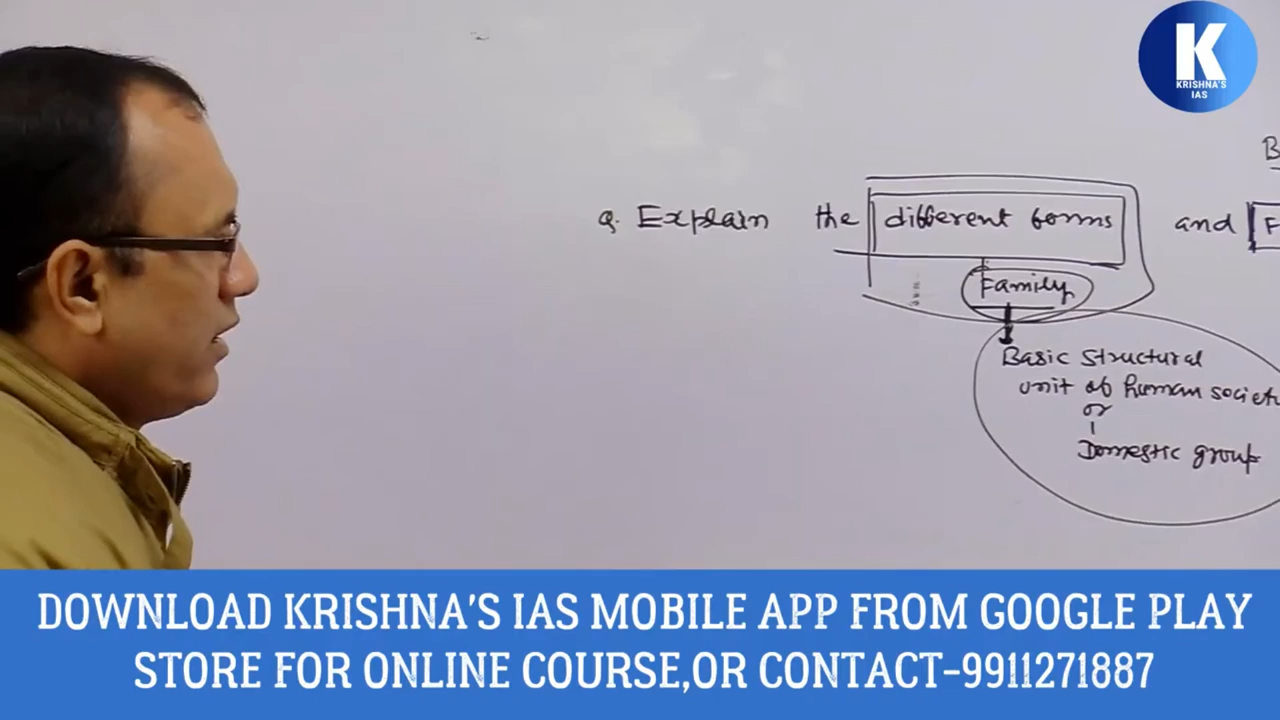 K
KRISHNA'S
IAS
B
Q. Explain the different forms and F
Family
Basic structural
unit of human societ
or
Domestic group
DOWNLOAD KRISHNA'S IAS MOBILE APP FROM GOOGLE PLAY
STORE FOR ONLINE COURSE,OR CONTACT-9911271887